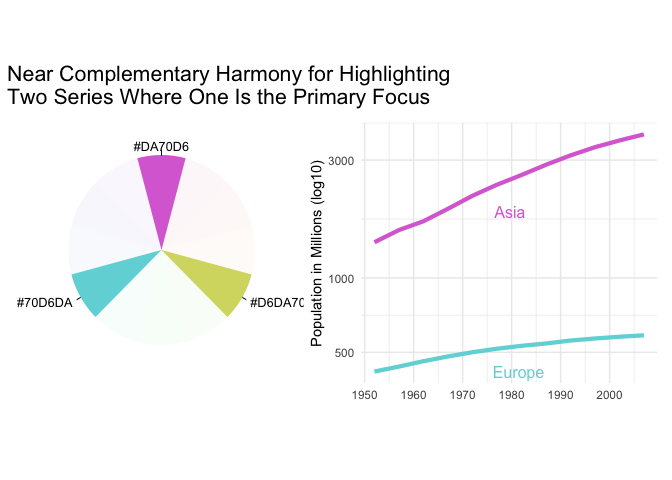 Near Complementary Harmony for Highlighting
Two Series Where One Is the Primary Focus
#DA70D6
#70D6DA
#D6DA70
Population in Millions (log10)
3000
1000
500
Asia
Europe
1950 1960 1970 1980 1990 2000